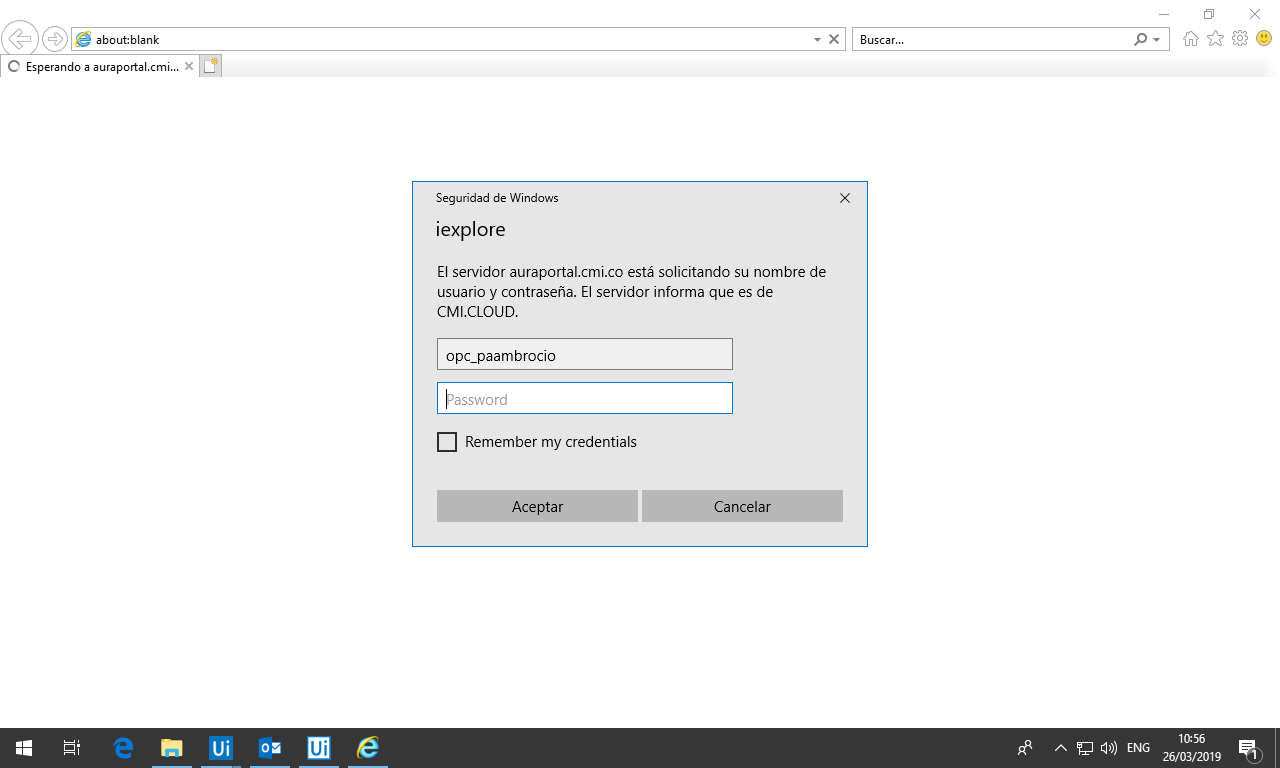 about:blank
Buscar...
Esperando a auraportal.cmi...
Seguridad de Windows
iexplore
El servidor auraportal.cmi.co está solicitando su nombre de
usuario y contraseña. El servidor informa que es de
CMI.CLOUD.
opc_paambrocio
Password
Remember my credentials
Aceptar
Cancelar
Ui
Ui
ENG
10:56
26/03/2019
1